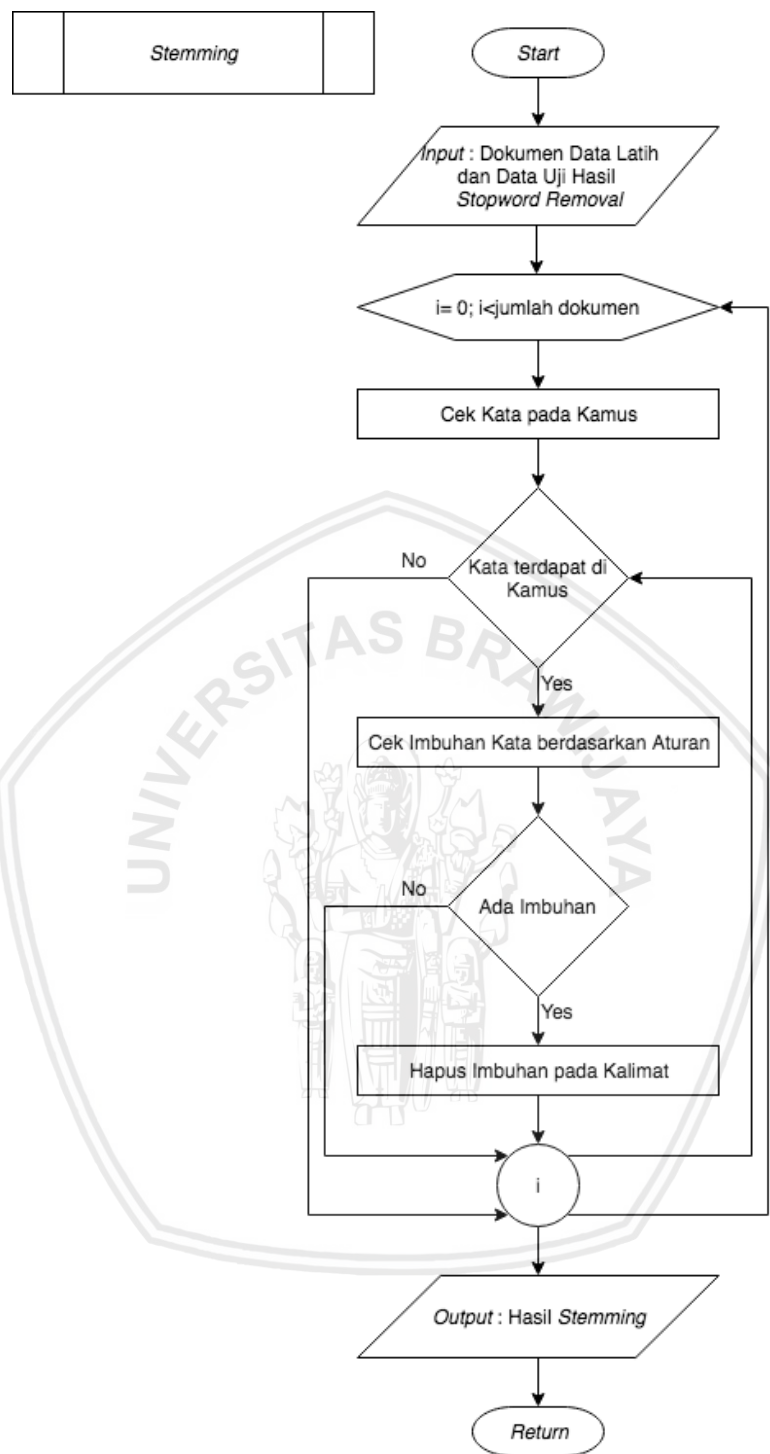 Stemming
Start
Input : Dokumen Data Latih
dan Data Uji Hasil
Stopword Removal
i= 0; i<jumlah dokumen
Cek Kata pada Kamus
No
Kata terdapat di
Kamus
Yes
Cek Imbuhan Kata berdasarkan Aturan
No
Ada Imbuhan
Yes
Hapus Imbuhan pada Kalimat
i
Output : Hasil Stemming
Return
UNIVERSITAS BRAWIJAYA